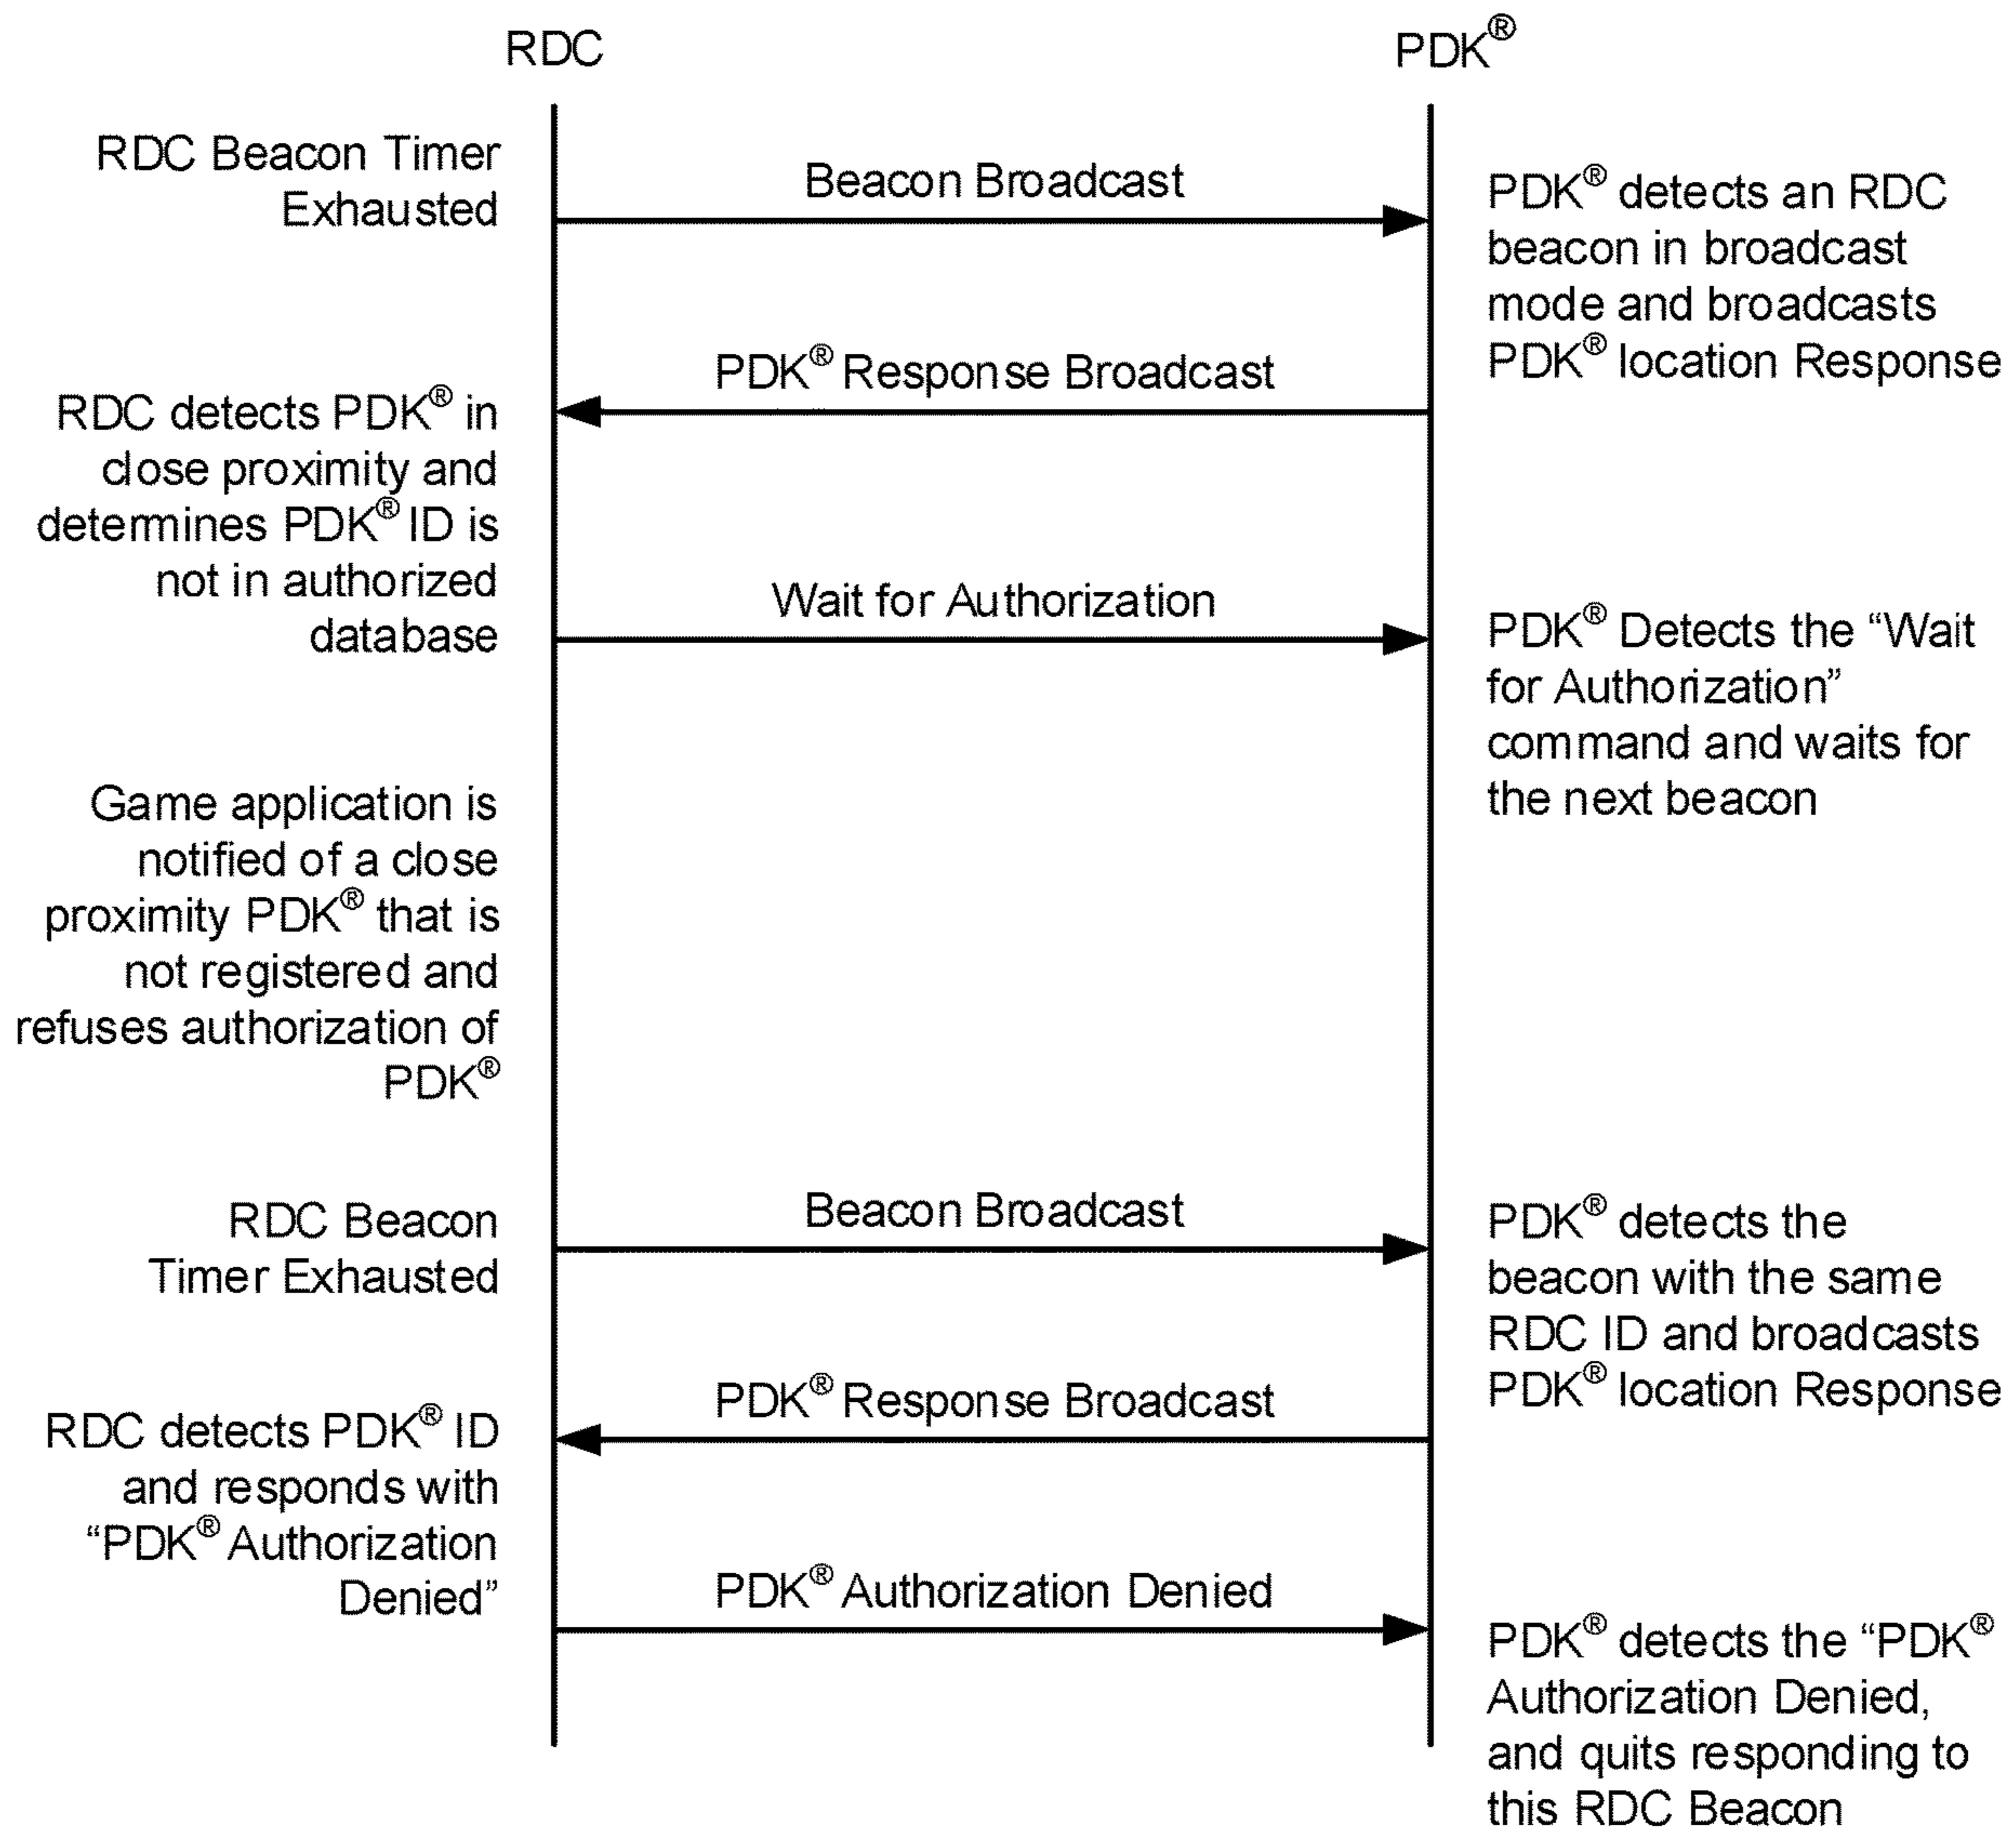 RDC
PDK®
RDC Beacon Timer
Exhausted
Beacon Broadcast
PDK® detects an RDC
beacon in broadcast
mode and broadcasts
PDK® location Response
PDK® Response Broadcast
RDC detects PDK® in
close proximity and
determines PDK® ID is
not in authorized
database
Wait for Authorization
PDK® Detects the “Wait
for Authorization”
command and waits for
the next beacon
Game application is
notified of a close
proximity PDK® that is
not registered and
refuses authorization of
PDK®
RDC Beacon
Timer Exhausted
Beacon Broadcast
PDK® detects the
beacon with the same
RDC ID and broadcasts
PDK® location Response
PDK® Response Broadcast
RDC detects PDK® ID
and responds with
“PDK® Authorization
Denied”
PDK® Authorization Denied
PDK® detects the “PDK®
Authorization Denied,
and quits responding to
this RDC Beacon